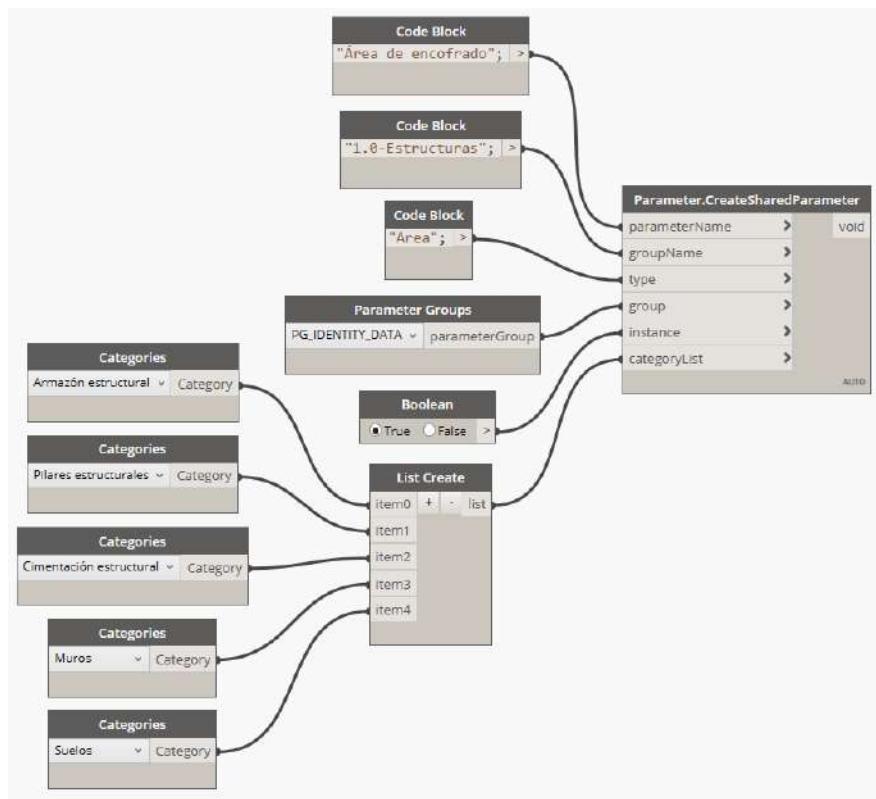 Code Block
"Área de encofrado"; >
Code Block
"1.0-Estructuras"; >
Code Block
"Área"; >
Parameter.CreateSharedParameter
parameterName > void
groupName >
type >
group >
instance >
categoryList >
AUTO
Parameter Groups
PG_IDENTITY_DATA parameterGroup
Categories
Armazón estructural Category
Boolean
True False >
Categories
Pilares estructurales Category
List Create
item0 + - list
item1
item2
item3
item4
Categories
Cimentación estructural Category
Categories
Muros Category
Categories
Suelos Category